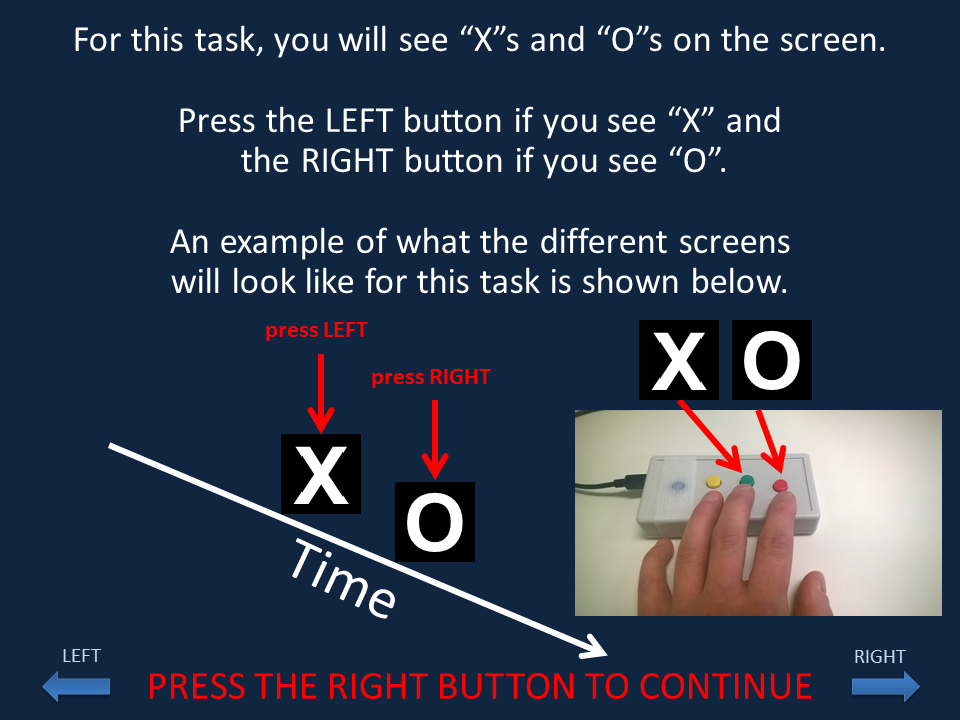 For this task, you will see “X”s and “O”s on the screen.
Press the LEFT button if you see “X” and
the RIGHT button if you see “O”.
An example of what the different screens
will look like for this task is shown below.
press LEFT
press RIGHT
X O
X
O
Time
LEFT
RIGHT
PRESS THE RIGHT BUTTON TO CONTINUE